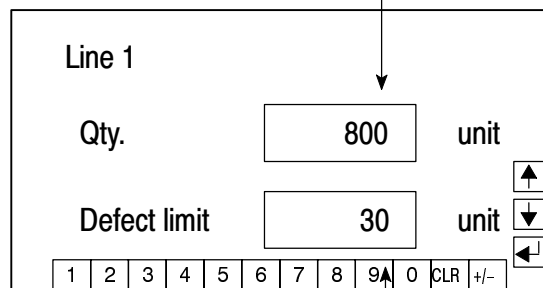 Line 1
Qty. 800 unit
Defect limit 30 unit
1 2 3 4 5 6 7 8 9 0 CLR +/−